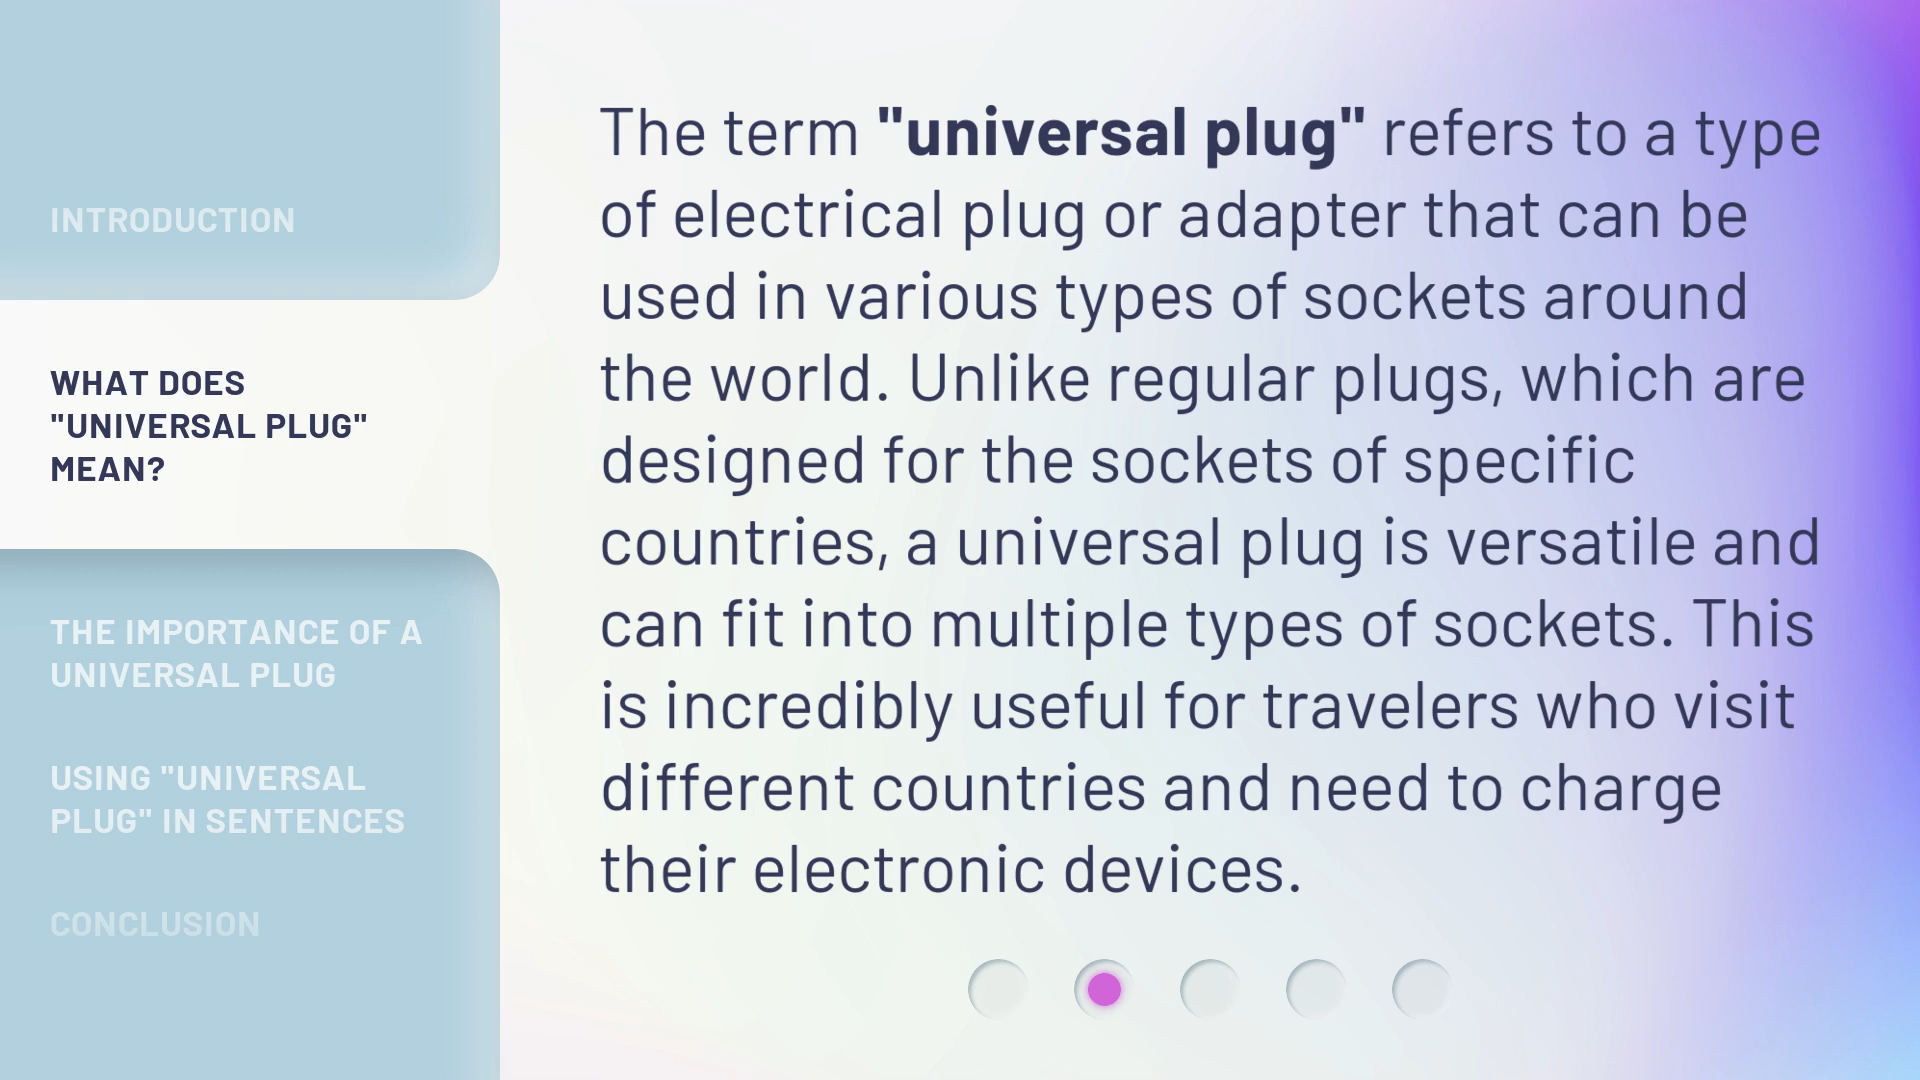 INTRODUCTION
WHAT DOES
"UNIVERSAL PLUG"
MEAN?
THE IMPORTANCE OF A
UNIVERSAL PLUG
USING "UNIVERSAL
PLUG" IN SENTENCES
CONCLUSION
The term "universal plug" refers to a type
of electrical plug or adapter that can be
used in various types of sockets around
the world. Unlike regular plugs, which are
designed for the sockets of specific
countries, a universal plug is versatile and
can fit into multiple types of sockets. This
is incredibly useful for travelers who visit
different countries and need to charge
their electronic devices.